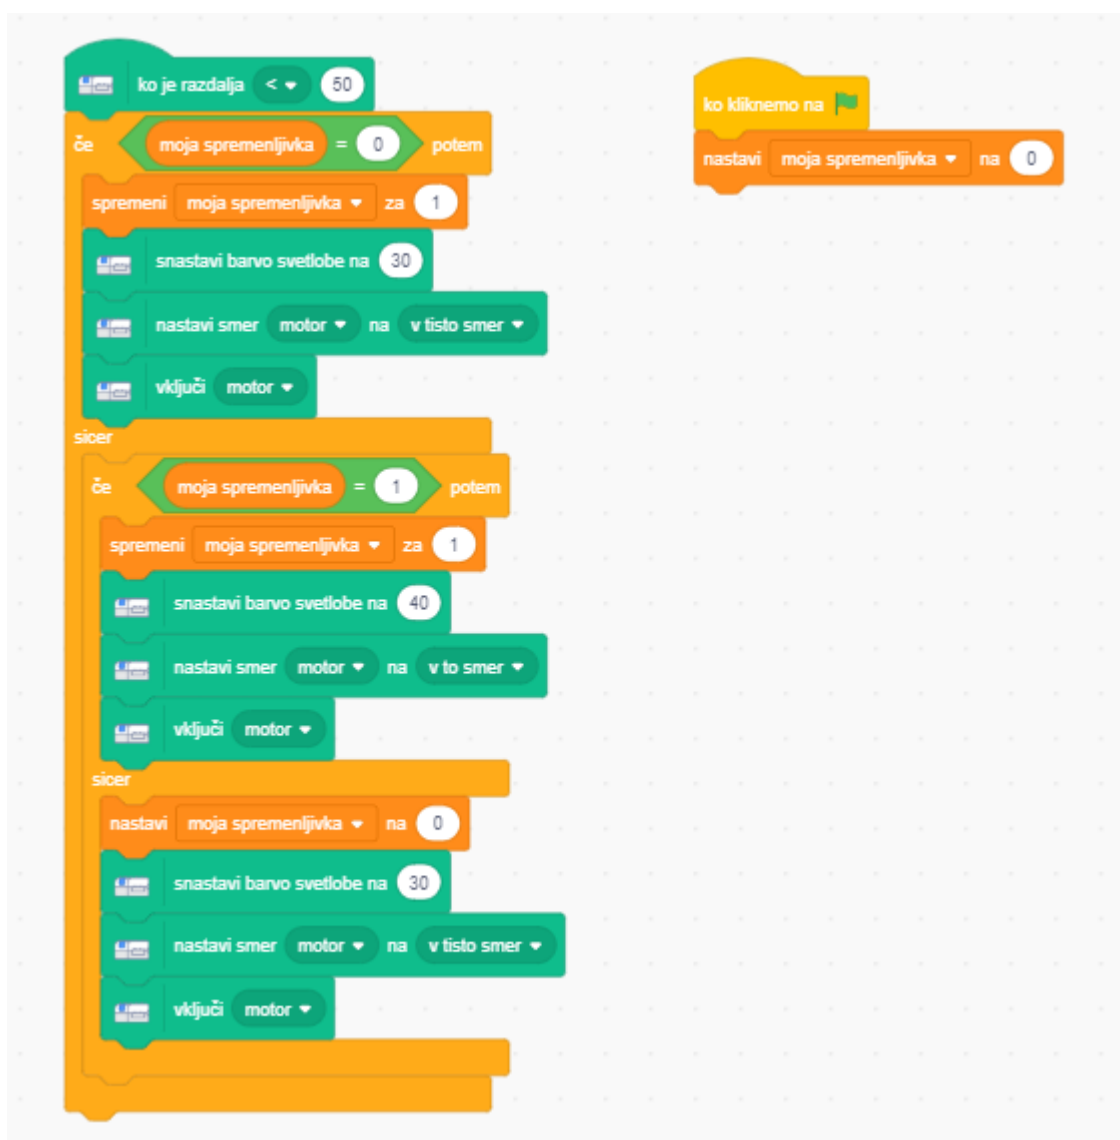 ko je razdalja < 50
če moja spremenljivka = 0 potem
spremeni moja spremenljivka za 1
snastavi barvo svetlobe na 30
nastavi smer motor na v tisto smer
vključi motor
sicer
če moja spremenljivka = 1 potem
spremeni moja spremenljivka za 1
snastavi barvo svetlobe na 40
nastavi smer motor na v to smer
vključi motor
sicer
nastavi moja spremenljivka na 0
snastavi barvo svetlobe na 30
nastavi smer motor na v tisto smer
vključi motor
ko kliknemo na
nastavi moja spremenljivka na 0